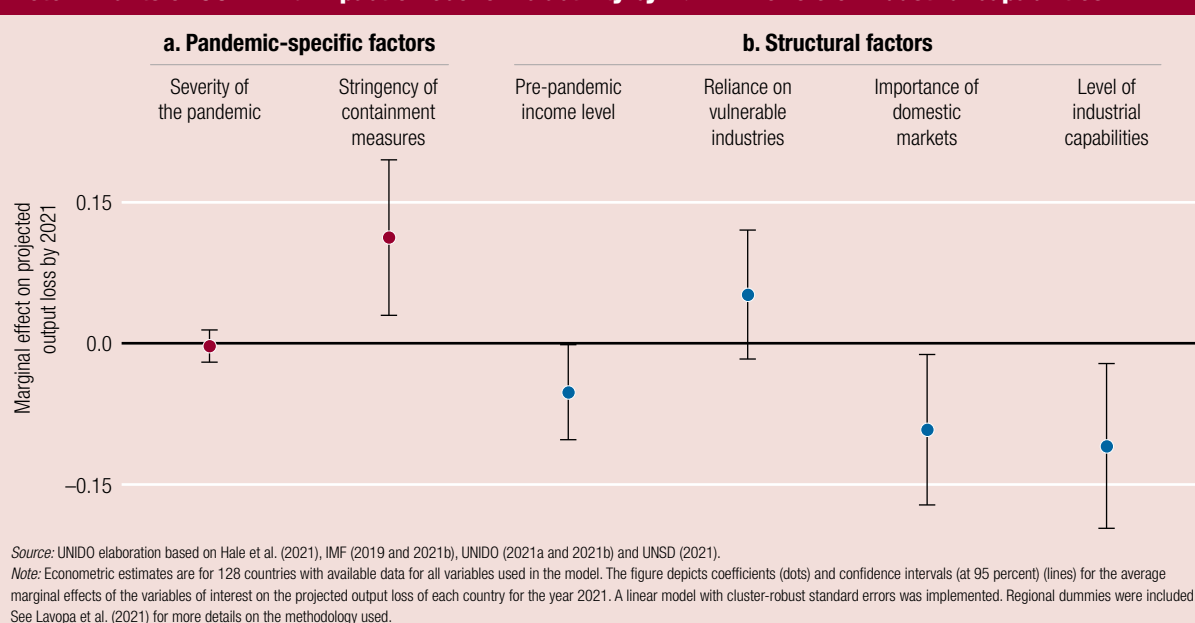 a. Pandemic-specific factors
b. Structural factors
Severity of
the pandemic
Stringency of
containment
measures
Pre-pandemic
income level
Reliance on
vulnerable
industries
Importance of
domestic
markets
Level of
industrial
capabilities
Marginal effect on projected
output loss by 2021
0.15
0.0
–0.15
Source: UNIDO elaboration based on Hale et al. (2021), IMF (2019 and 2021b), UNIDO (2021a and 2021b) and UNSD (2021).
Note: Econometric estimates are for 128 countries with available data for all variables used in the model. The figure depicts coefficients (dots) and confidence intervals (at 95 percent) (lines) for the average
marginal effects of the variables of interest on the projected output loss of each country for the year 2021. A linear model with cluster-robust standard errors was implemented. Regional dummies were included
See Lavopa et al. (2021) for more details on the methodology used.